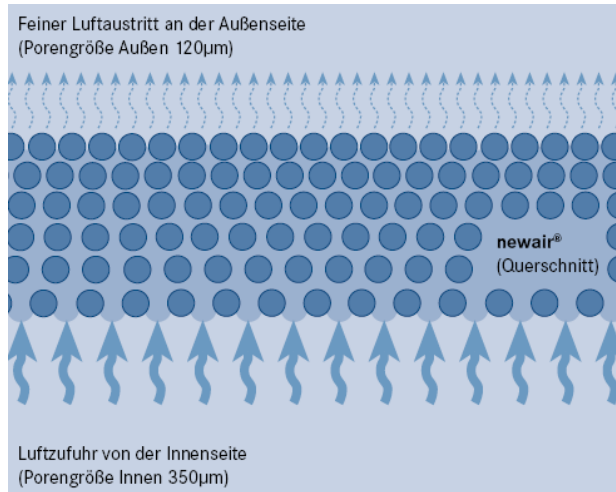 Feiner Luftaustritt an der Außenseite
(Porengröße Außen 120µm)
newair®
(Querschnitt)
Luftzufuhr von der Innenseite
(Porengröße Innen 350µm)